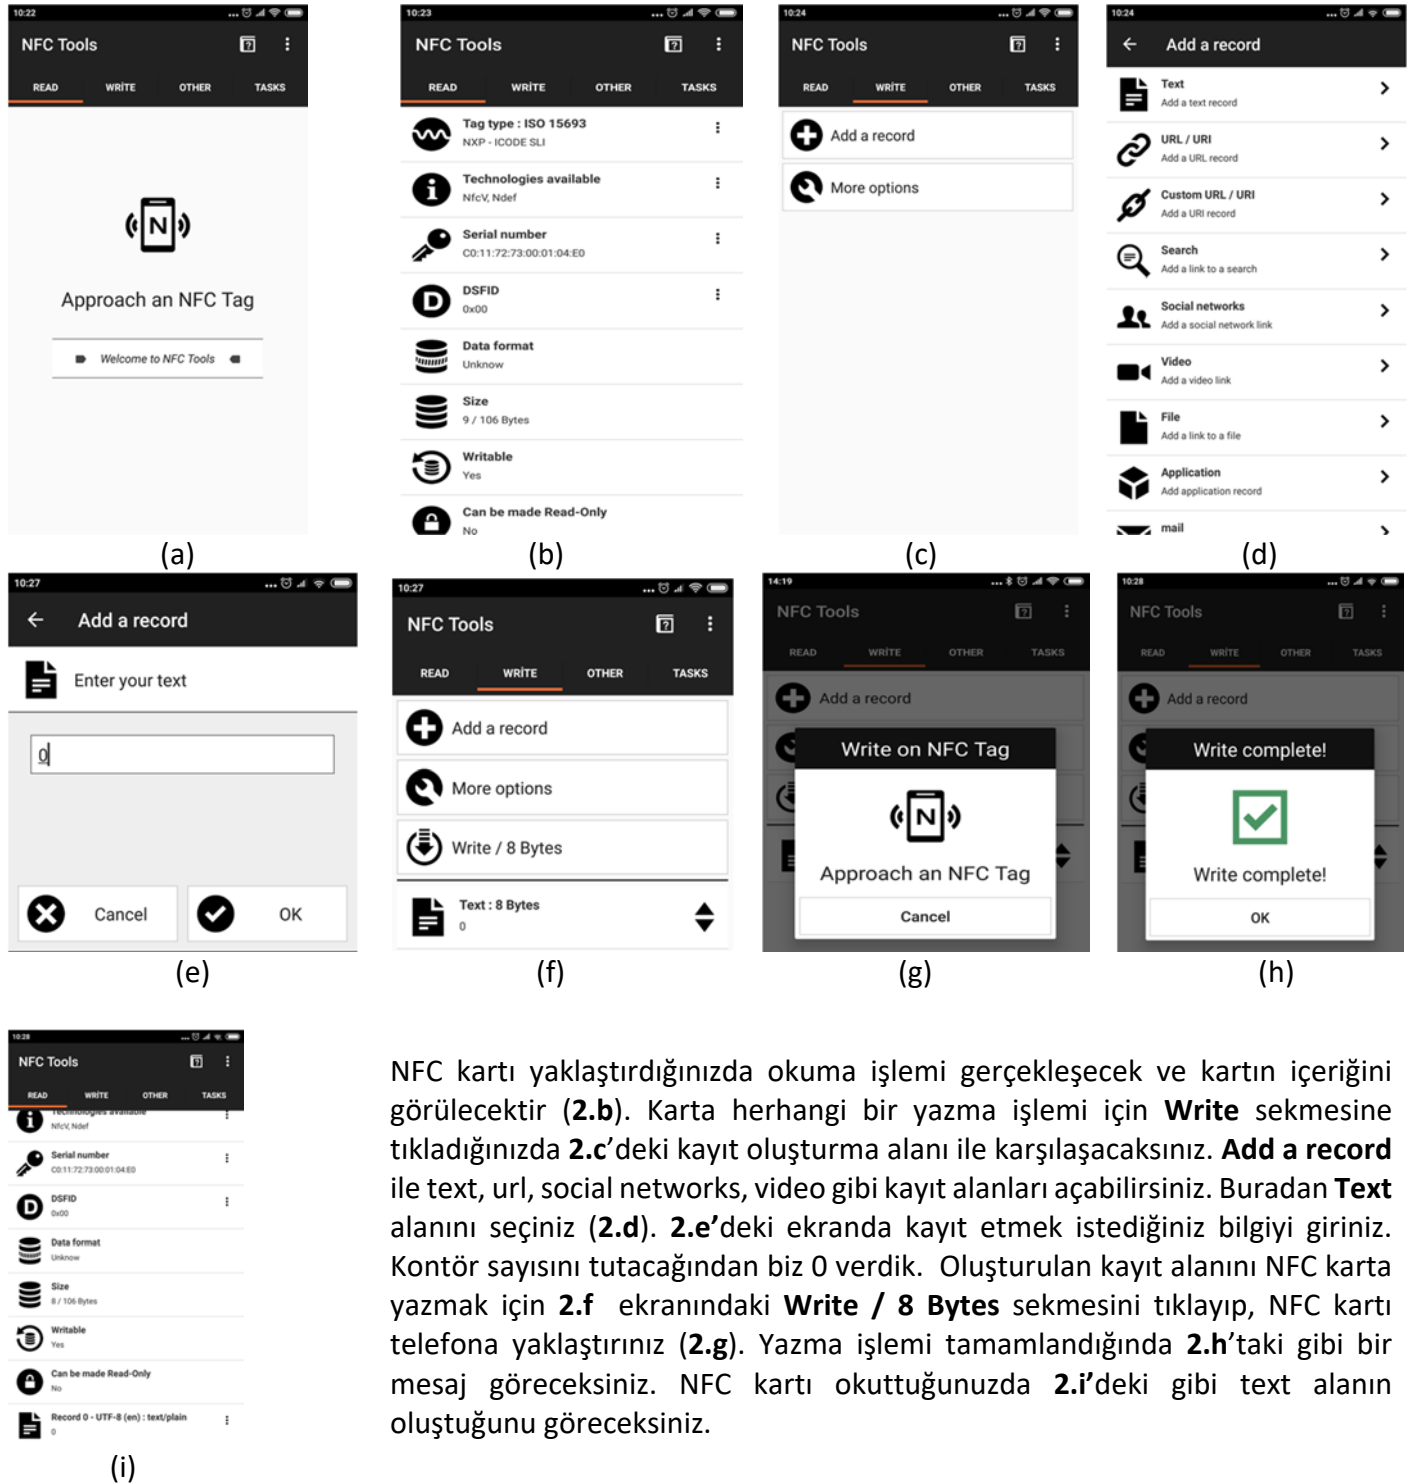 10:22
NFC Tools
READ WRİTE OTHER TASKS
Approach an NFC Tag
Welcome to NFC Tools
(a)
10:23
NFC Tools
READ WRİTE OTHER TASKS
Tag type : ISO 15693
NXP - ICODE SLI
Technologies available
NfcV, Ndef
Serial number
C0:11:72:73:00:01:04:E0
DSFID
0x00
Data format
Unknow
Size
9 / 106 Bytes
Writable
Yes
Can be made Read-Only
No
(b)
10:24
NFC Tools
READ WRİTE OTHER TASKS
Add a record
More options
(c)
10:24
Add a record
Text
Add a text record
URL / URI
Add a URL record
Custom URL / URI
Add a URI record
Search
Add a link to a search
Social networks
Add a social network link
Video
Add a video link
File
Add a link to a file
Application
Add application record
mail
(d)
10:27
Add a record
Enter your text
0
Cancel OK
(e)
10:27
NFC Tools
READ WRİTE OTHER TASKS
Add a record
More options
Write / 8 Bytes
Text : 8 Bytes
0
(f)
14:19
NFC Tools
READ WRİTE OTHER TASKS
Add a record
Write on NFC Tag
Approach an NFC Tag
Cancel
(g)
10:28
NFC Tools
READ WRİTE OTHER TASKS
Add a record
Write complete!
Write complete!
OK
(h)
10:28
NFC Tools
READ WRİTE OTHER TASKS
Technologies available
NfcV, Ndef
Serial number
C0:11:72:73:00:01:04:E0
DSFID
0x00
Data format
Unknow
Size
8 / 106 Bytes
Writable
Yes
Can be made Read-Only
No
Record 0 - UTF-8 (en) : text/plain
0
(i)
NFC kartı yaklaştırdığınızda okuma işlemi gerçekleşecek ve kartın içeriğini
görülecektir (2.b). Karta herhangi bir yazma işlemi için Write sekmesine
tıkladığınızda 2.c'deki kayıt oluşturma alanı ile karşılaşacaksınız. Add a record
ile text, url, social networks, video gibi kayıt alanları açabilirsiniz. Buradan Text
alanını seçiniz (2.d). 2.e'deki ekranda kayıt etmek istediğiniz bilgiyi giriniz.
Kontör sayısını tutacağından biz 0 verdik. Oluşturulan kayıt alanını NFC karta
yazmak için 2.f ekranındaki Write / 8 Bytes sekmesini tıklayıp, NFC kartı
telefona yaklaştırınız (2.g). Yazma işlemi tamamlandığında 2.h'taki gibi bir
mesaj göreceksiniz. NFC kartı okuttuğunuzda 2.i'deki gibi text alanın
oluştuğunu göreceksiniz.